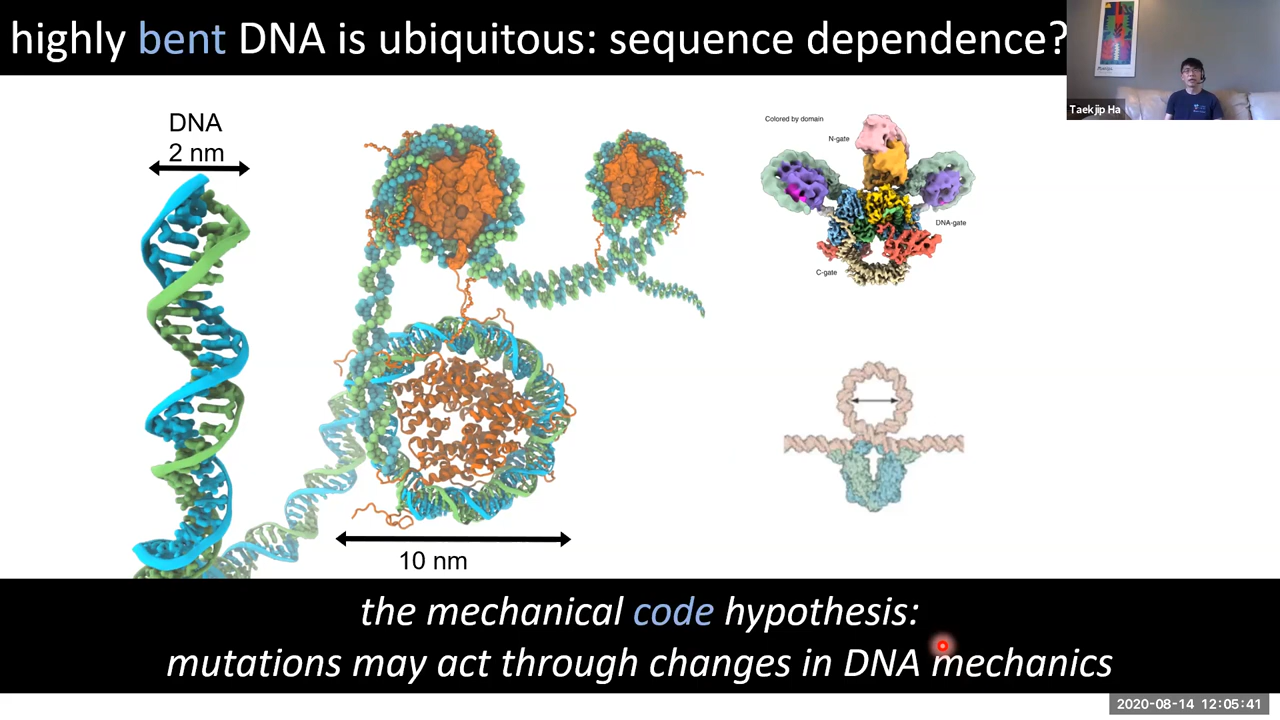 highly bent DNA is ubiquitous: sequence dependence?
Taekjip Ha
DNA
2 nm
Colored by domain
N-gate
DNA-gate
C-gate
10 nm
the mechanical code hypothesis:
mutations may act through changes in DNA mechanics
2020-08-14 12:05:41